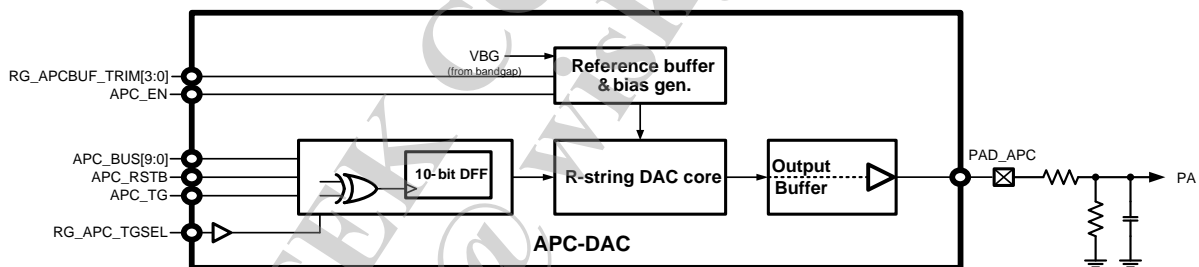 VBG
(from bandgap)
Reference buffer
& bias gen.
RG_APCBUF_TRIM[3:0]
APC_EN
APC_BUS[9:0]
APC_RSTB
APC_TG
RG_APC_TGSEL
10-bit DFF
R-string DAC core
Output
Buffer
PAD_APC
PA
APC-DAC